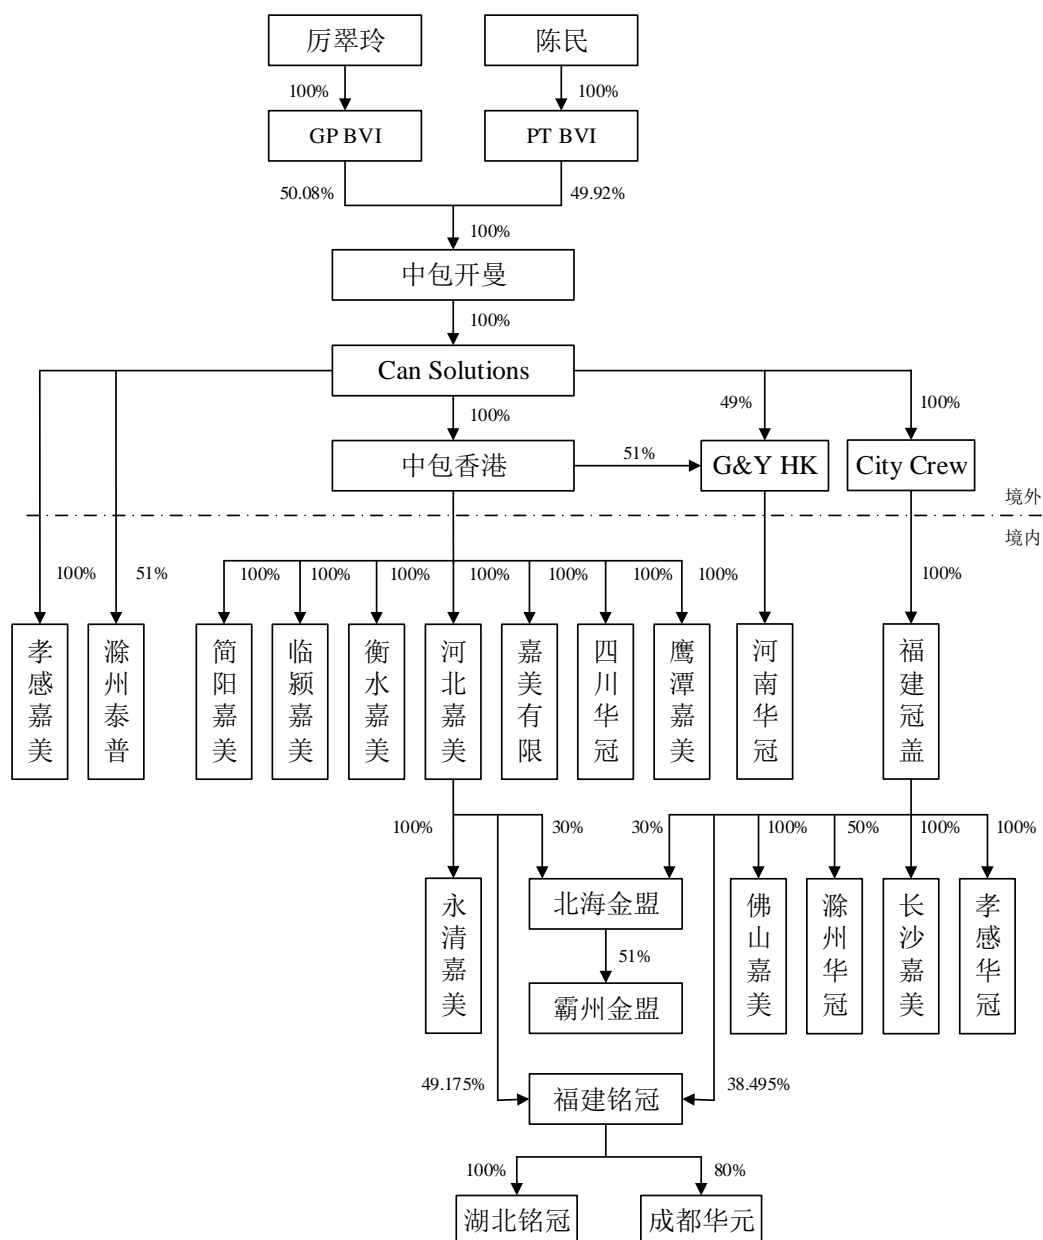 厉翠玲
陈民
100%
100%
GP BVI
PT BVI
50.08%
49.92%
100%
中包开曼
100%
Can Solutions
100%
49%
100%
中包香港
51%
G&Y HK
City Crew
境外
境内
100%
51%
100%
100%
100%
100%
100%
100%
100%
100%
孝感嘉美
滁州泰普
简阳嘉美
临颍嘉美
衡水嘉美
河北嘉美
嘉美有限
四川华冠
鹰潭嘉美
河南华冠
福建冠盖
100%
30%
30%
100%
50%
100%
100%
永清嘉美
北海金盟
佛山嘉美
滁州华冠
长沙嘉美
孝感华冠
51%
霸州金盟
49.175%
38.495%
福建铭冠
100%
80%
湖北铭冠
成都华元